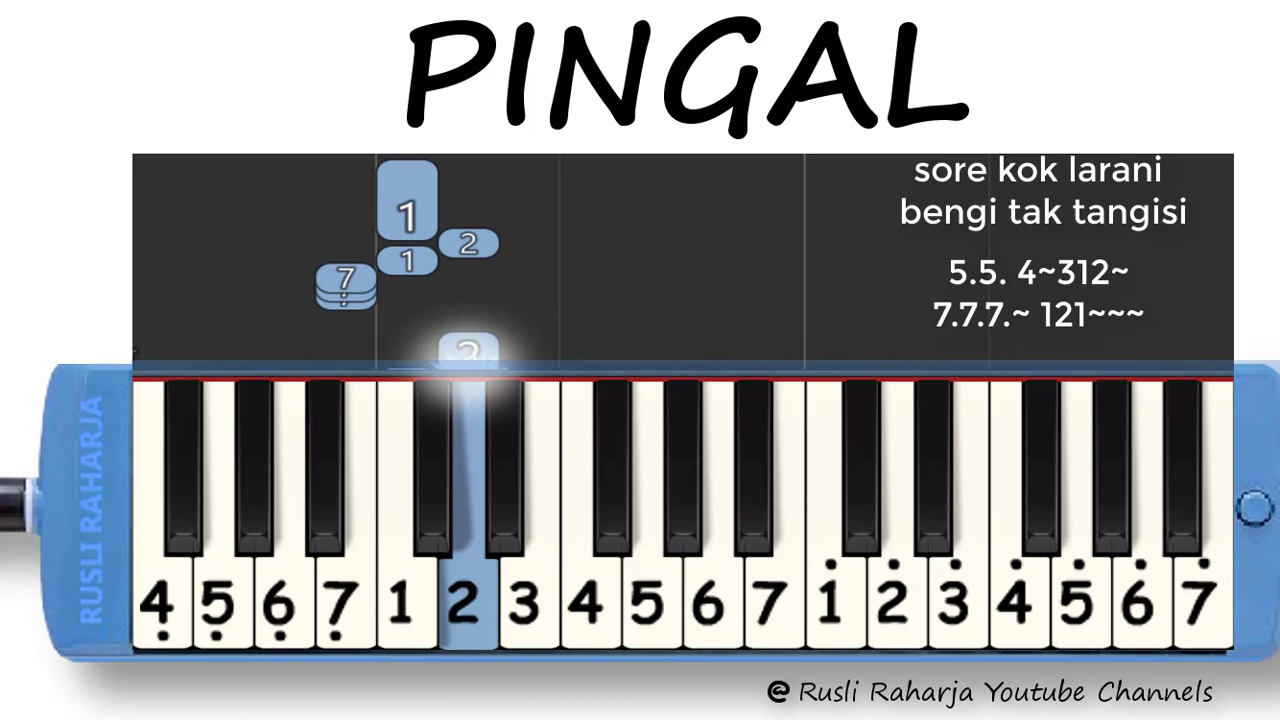 PINGAL
sore kok larani
bengi tak tangisi
5.5. 4~312~
7.7.7.~ 121~~~
1
2
1
7
2
RUSLI RAHARJA
4̣ 5̣ 6̣ 7̣ 1 2 3 4 5 6 7 1̇ 2̇ 3̇ 4̇ 5̇ 6̇ 7̇
@ Rusli Raharja Youtube Channels